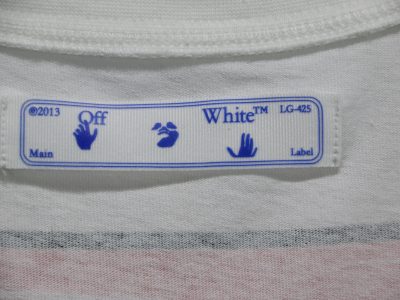 ©2013 Off White™ LG-425
Main Label